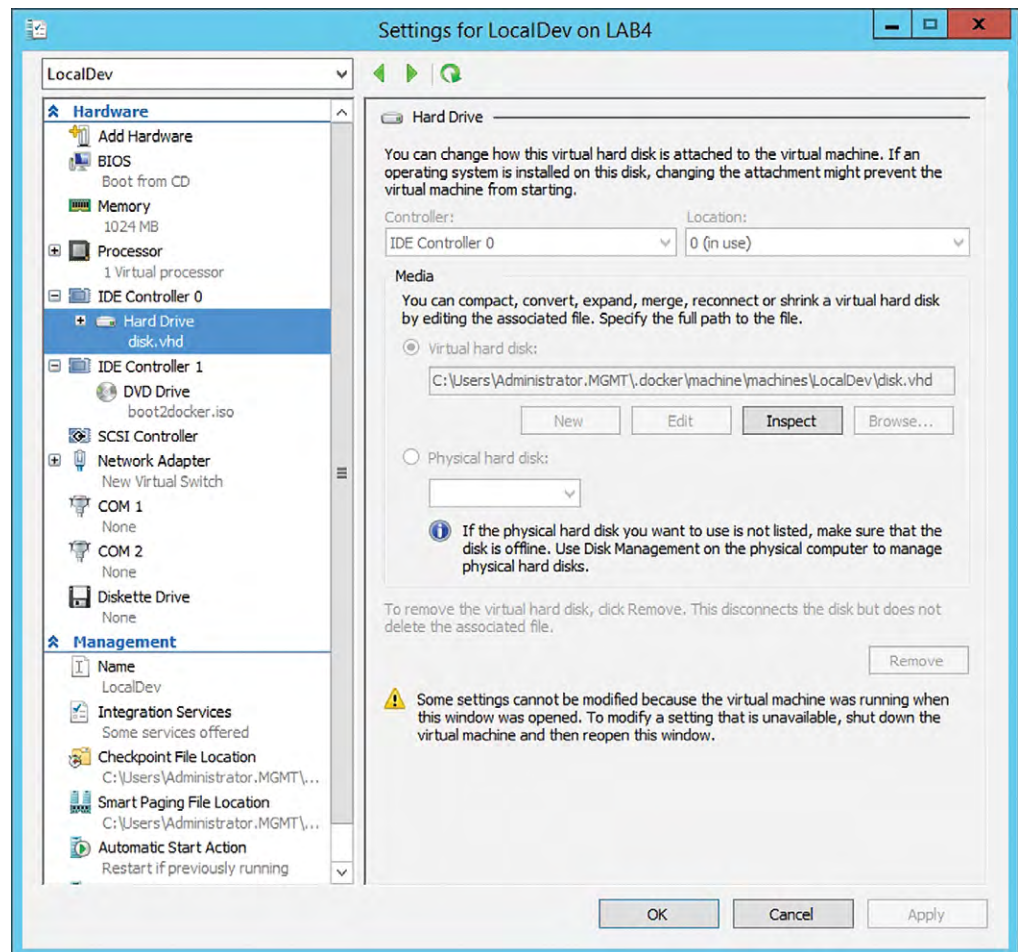 Settings for LocalDev on LAB4
x
LocalDev
Hardware
Add Hardware
BIOS
Boot from CD
Memory
1024 MB
Processor
1 Virtual processor
IDE Controller 0
Hard Drive
disk.vhd
IDE Controller 1
DVD Drive
boot2docker.iso
SCSI Controller
Network Adapter
New Virtual Switch
COM 1
None
COM 2
None
Diskette Drive
None
Management
Name
LocalDev
Integration Services
Some services offered
Checkpoint File Location
C:\Users\Administrator.MGMT\...
Smart Paging File Location
C:\Users\Administrator.MGMT\...
Automatic Start Action
Restart if previously running
Hard Drive
You can change how this virtual hard disk is attached to the virtual machine. If an
operating system is installed on this disk, changing the attachment might prevent the
virtual machine from starting.
Controller: Location:
IDE Controller 0 0 (in use)
Media
You can compact, convert, expand, merge, reconnect or shrink a virtual hard disk
by editing the associated file. Specify the full path to the file.
Virtual hard disk:
C:\Users\Administrator.MGMT\.docker\machine\machines\LocalDev\disk.vhd
New Edit Inspect Browse...
Physical hard disk:
If the physical hard disk you want to use is not listed, make sure that the
disk is offline. Use Disk Management on the physical computer to manage
physical hard disks.
To remove the virtual hard disk, click Remove. This disconnects the disk but does not
delete the associated file.
Remove
Some settings cannot be modified because the virtual machine was running when
this window was opened. To modify a setting that is unavailable, shut down the
virtual machine and then reopen this window.
OK Cancel Apply